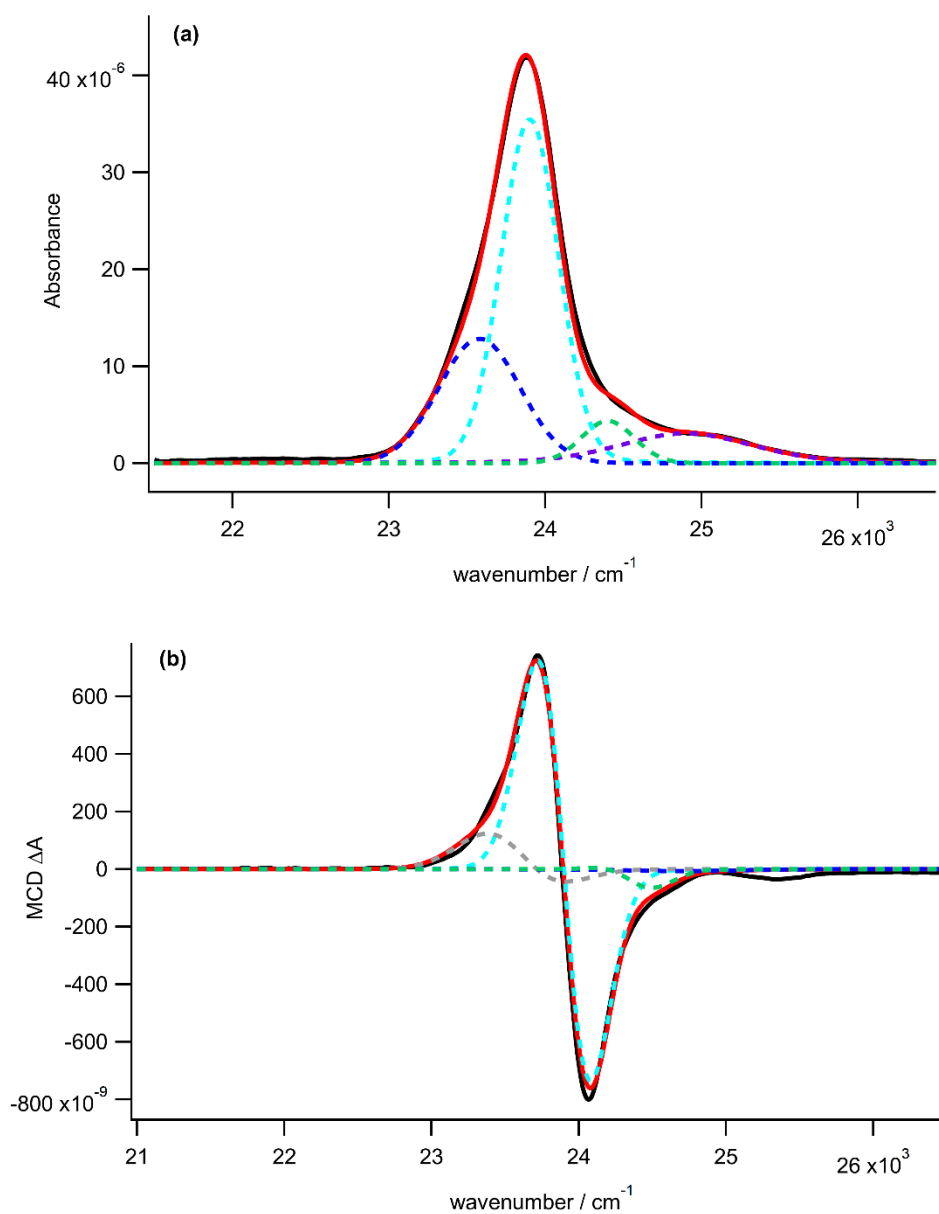 (a)
40 x10⁻⁶
30
20
10
0
Absorbance
22
23
24
25
26 x10³
wavenumber / cm⁻¹
(b)
600
400
200
0
-200
-400
-600
-800 x10⁻⁹
MCD ΔA
21
22
23
24
25
26 x10³
wavenumber / cm⁻¹